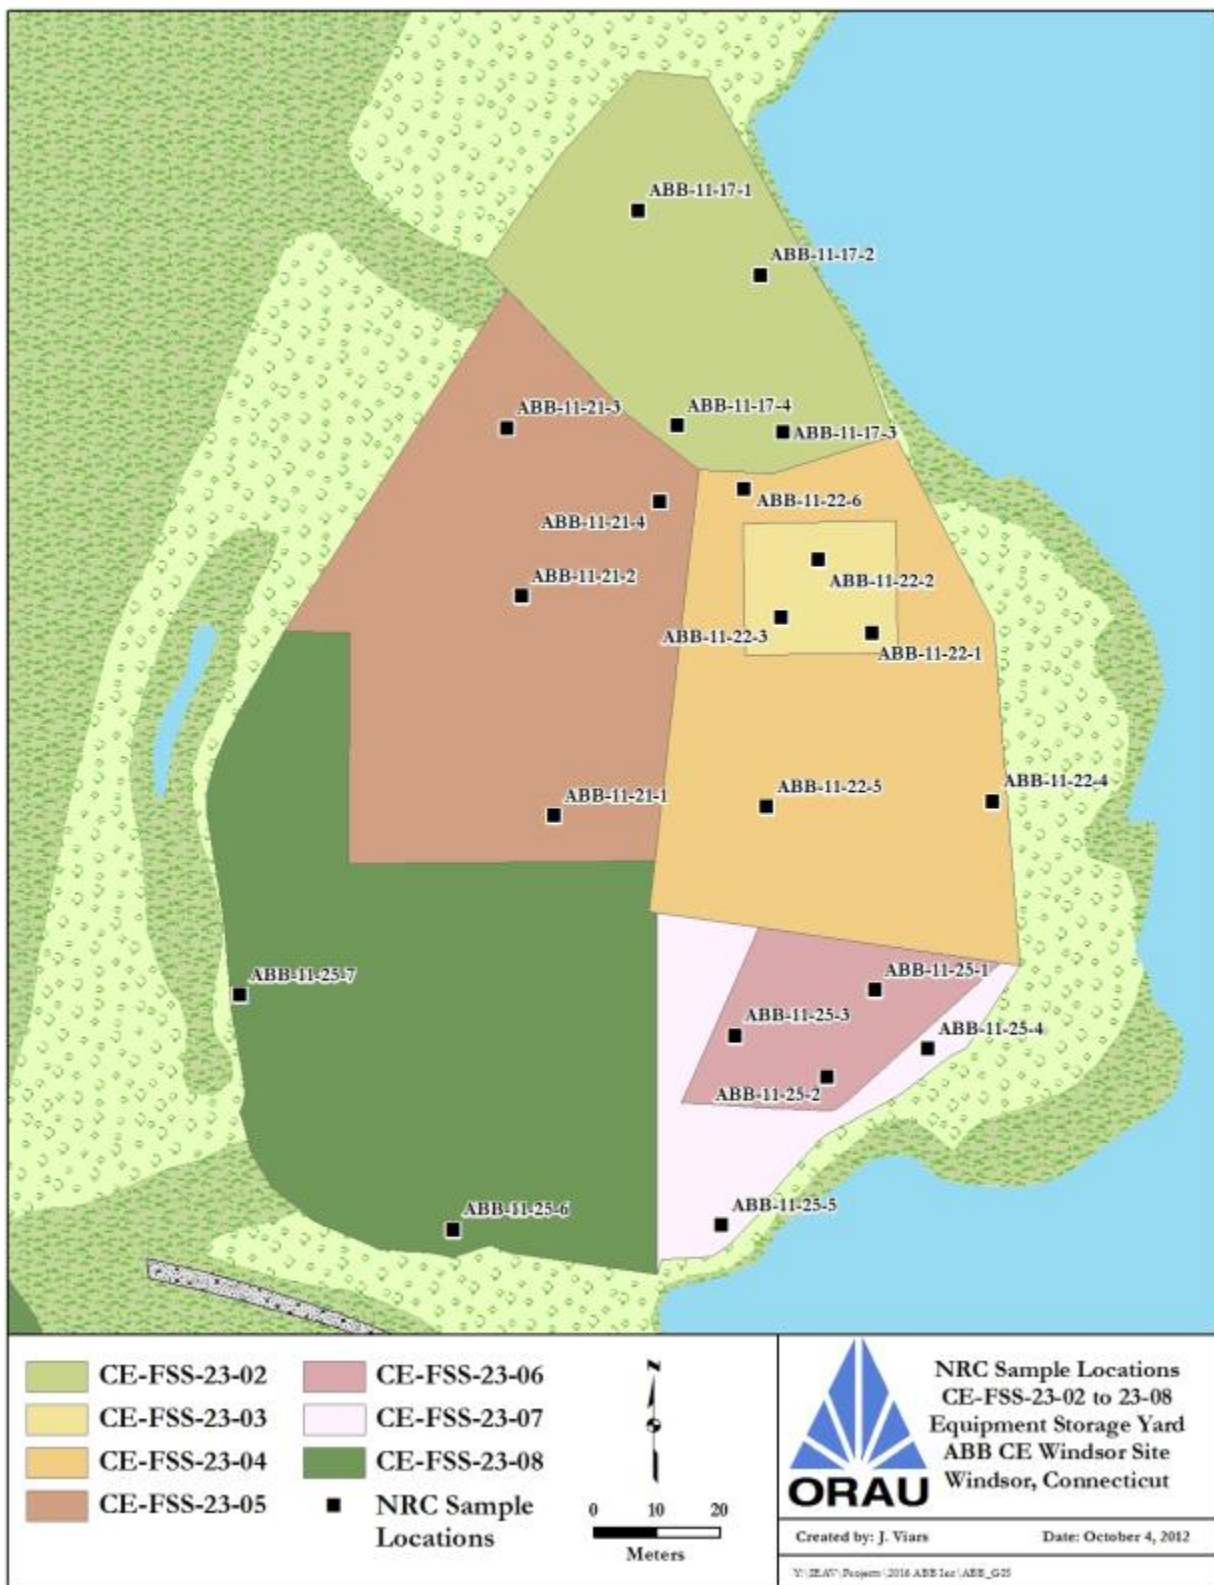 ABB-11-17-1
ABB-11-17-2
ABB-11-21-3
ABB-11-17-4
ABB-11-17-3
ABB-11-22-6
ABB-11-21-4
ABB-11-21-2
ABB-11-22-2
ABB-11-22-3
ABB-11-22-1
ABB-11-21-1
ABB-11-22-5
ABB-11-22-4
ABB-11-25-7
ABB-11-25-1
ABB-11-25-3
ABB-11-25-4
ABB-11-25-2
ABB-11-25-6
ABB-11-25-5
CE-FSS-23-02
CE-FSS-23-03
CE-FSS-23-04
CE-FSS-23-05
CE-FSS-23-06
CE-FSS-23-07
CE-FSS-23-08
NRC Sample
Locations
N
0 10 20
Meters
ORAU
NRC Sample Locations
CE-FSS-23-02 to 23-08
Equipment Storage Yard
ABB CE Windsor Site
Windsor, Connecticut
Created by: J. Viars
Date: October 4, 2012